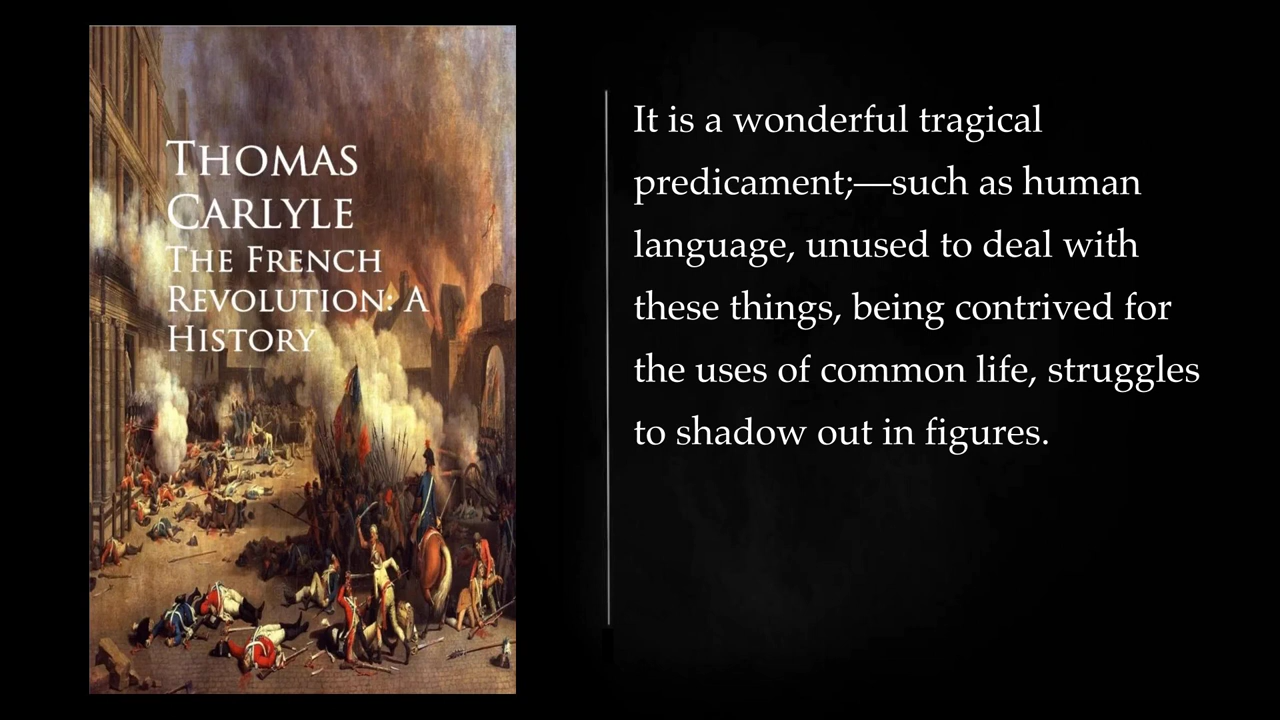 THOMAS
CARLYLE
THE FRENCH
REVOLUTION: A
HISTORY
It is a wonderful tragical
predicament;—such as human
language, unused to deal with
these things, being contrived for
the uses of common life, struggles
to shadow out in figures.